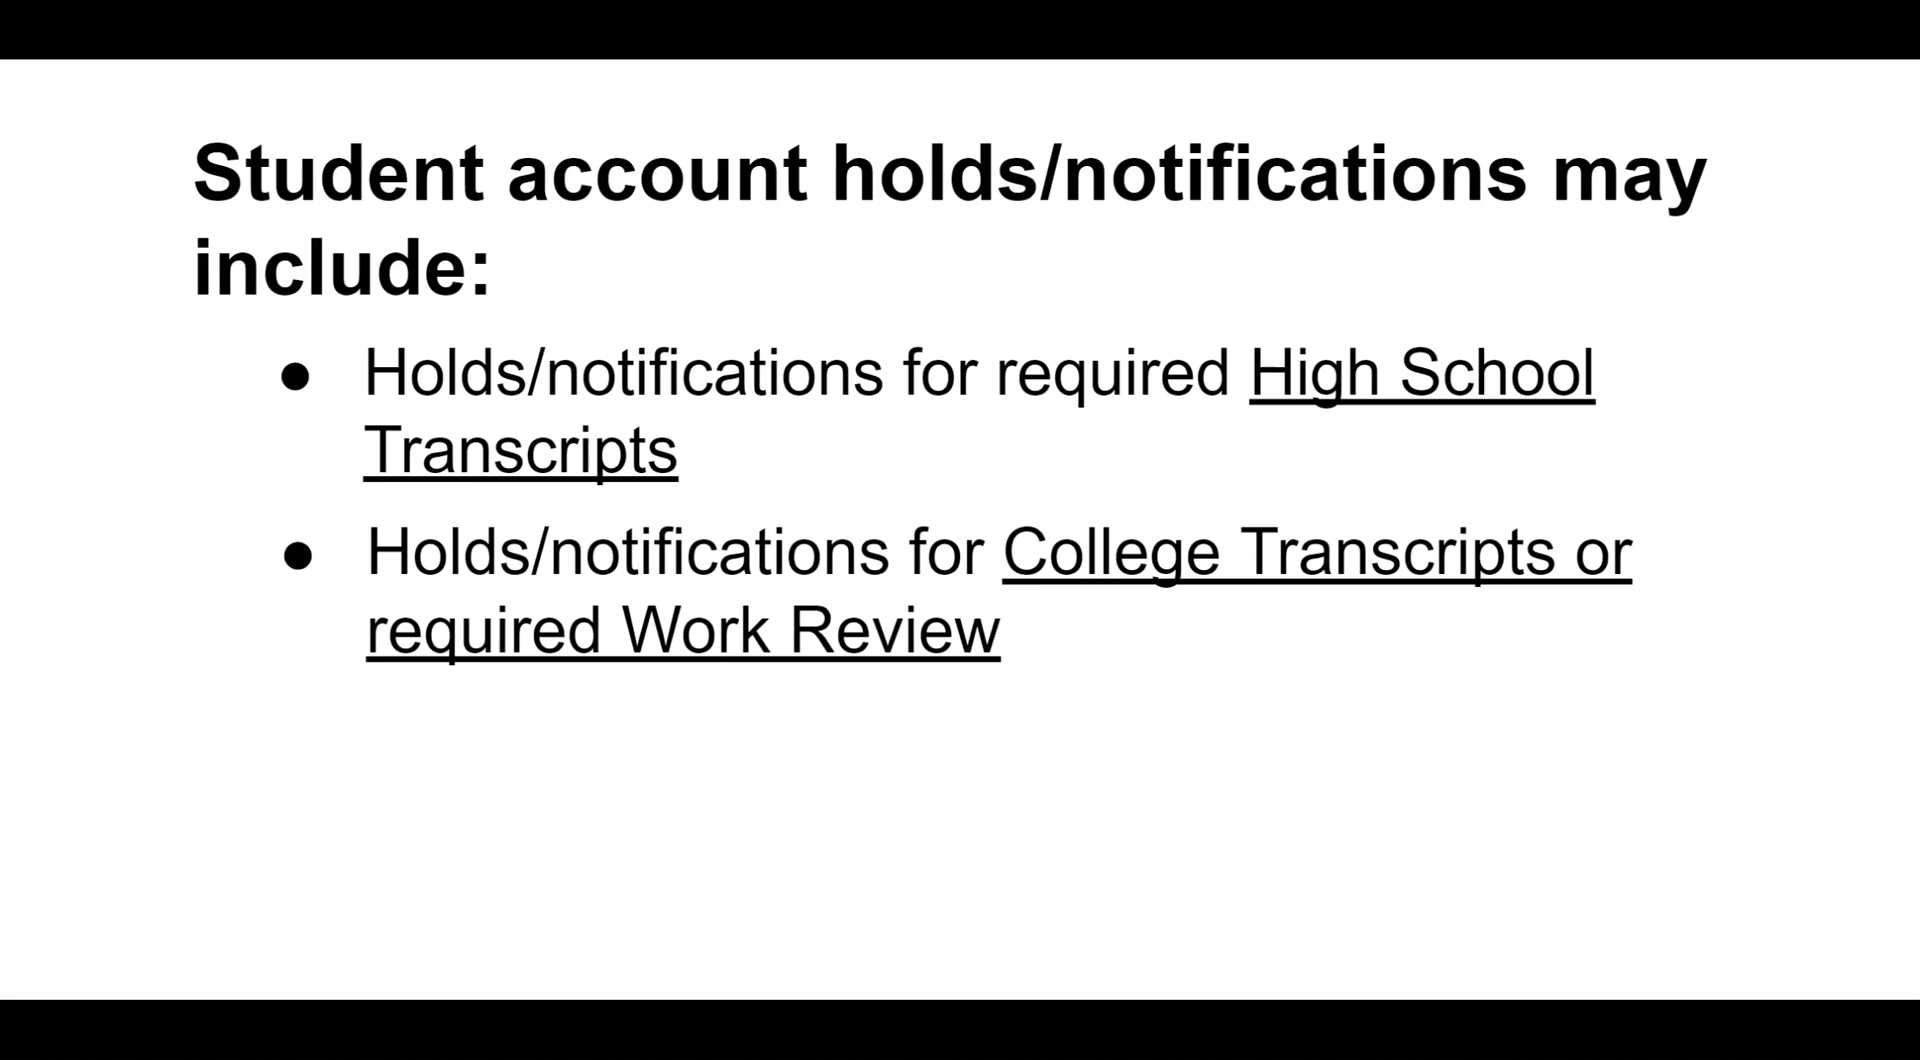 Student account holds/notifications may
include:
● Holds/notifications for required High School
Transcripts
● Holds/notifications for College Transcripts or
required Work Review